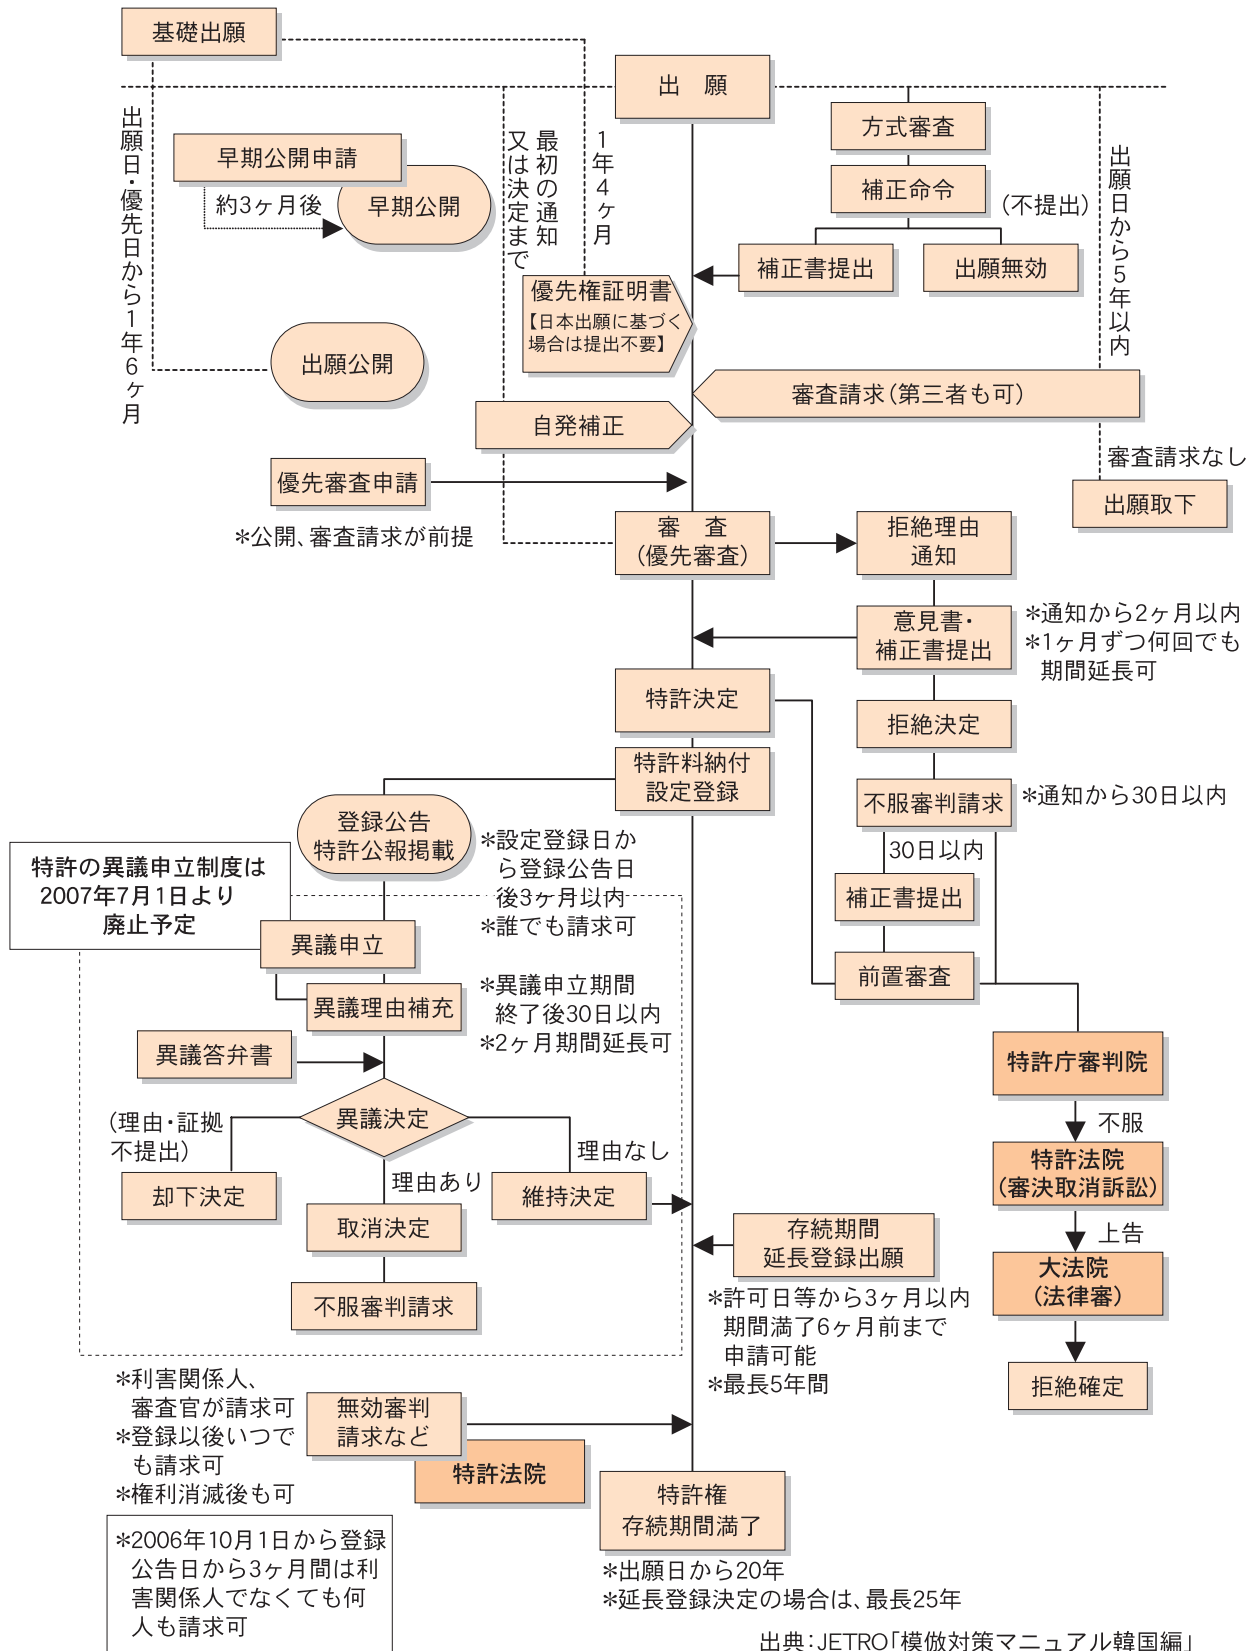 基礎出願
出　願
出願日・優先日から1年6ヶ月
早期公開申請
約3ヶ月後
早期公開
最初の通知
又は決定まで
1年4ヶ月
方式審査
補正命令
(不提出)
補正書提出
出願無効
出願日から5年以内
優先権証明書
【日本出願に基づく
場合は提出不要】
出願公開
審査請求(第三者も可)
自発補正
審査請求なし
出願取下
優先審査申請
*公開、審査請求が前提
審　査
(優先審査)
拒絶理由
通知
意見書・
補正書提出
*通知から2ヶ月以内
*1ヶ月ずつ何回でも
期間延長可
特許決定
拒絶決定
特許料納付
設定登録
不服審判請求
*通知から30日以内
登録公告
特許公報掲載
*設定登録日か
ら登録公告日
後3ヶ月以内
*誰でも請求可
30日以内
補正書提出
前置審査
特許の異議申立制度は
2007年7月1日より
廃止予定
異議申立
異議理由補充
*異議申立期間
終了後30日以内
*2ヶ月期間延長可
異議答弁書
異議決定
(理由・証拠
不提出)
理由なし
理由あり
却下決定
取消決定
維持決定
不服審判請求
特許庁審判院
不服
特許法院
(審決取消訴訟)
上告
大法院
(法律審)
拒絶確定
存続期間
延長登録出願
*許可日等から3ヶ月以内
期間満了6ヶ月前まで
申請可能
*最長5年間
*利害関係人、
審査官が請求可
*登録以後いつで
も請求可
*権利消滅後も可
無効審判
請求など
特許法院
特許権
存続期間満了
*出願日から20年
*延長登録決定の場合は、最長25年
*2006年10月1日から登録
公告日から3ヶ月間は利
害関係人でなくても何
人も請求可
出典：JETRO「模倣対策マニュアル韓国編」